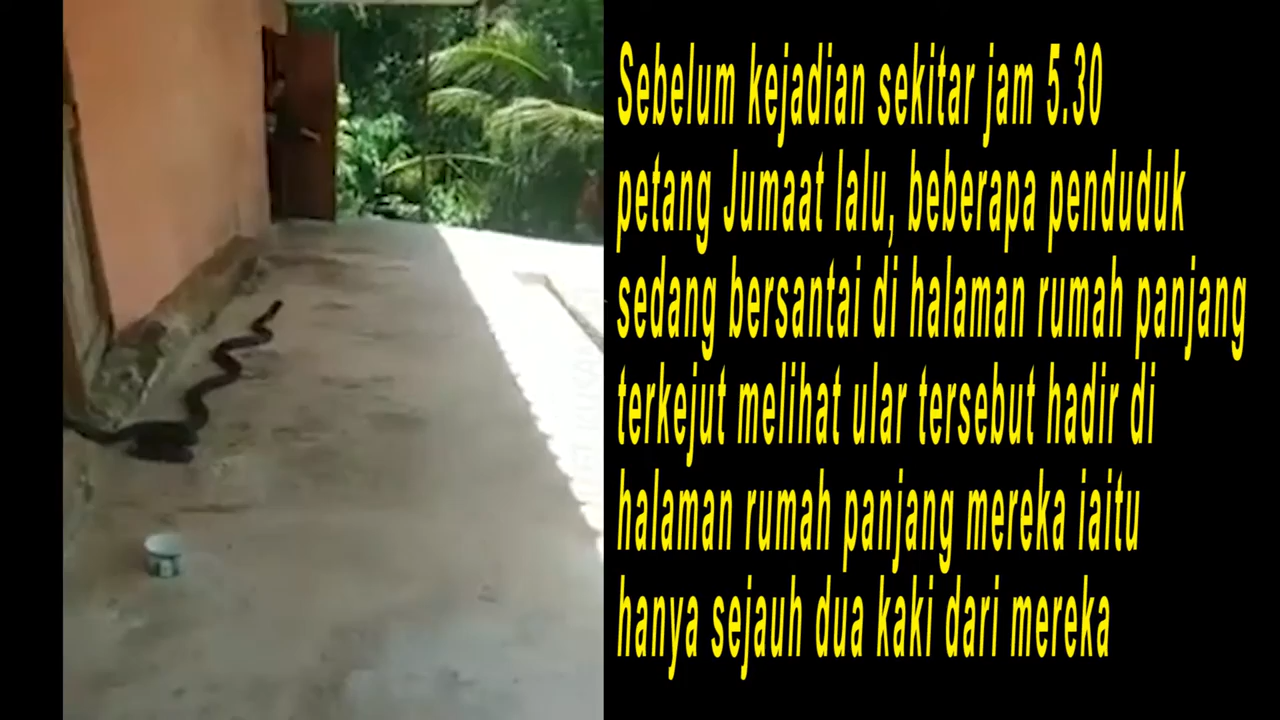 Sebelum kejadian sekitar jam 5.30
petang Jumaat lalu, beberapa penduduk
sedang bersantai di halaman rumah panjang
terkejut melihat ular tersebut hadir di
halaman rumah panjang mereka iaitu
hanya sejauh dua kaki dari mereka